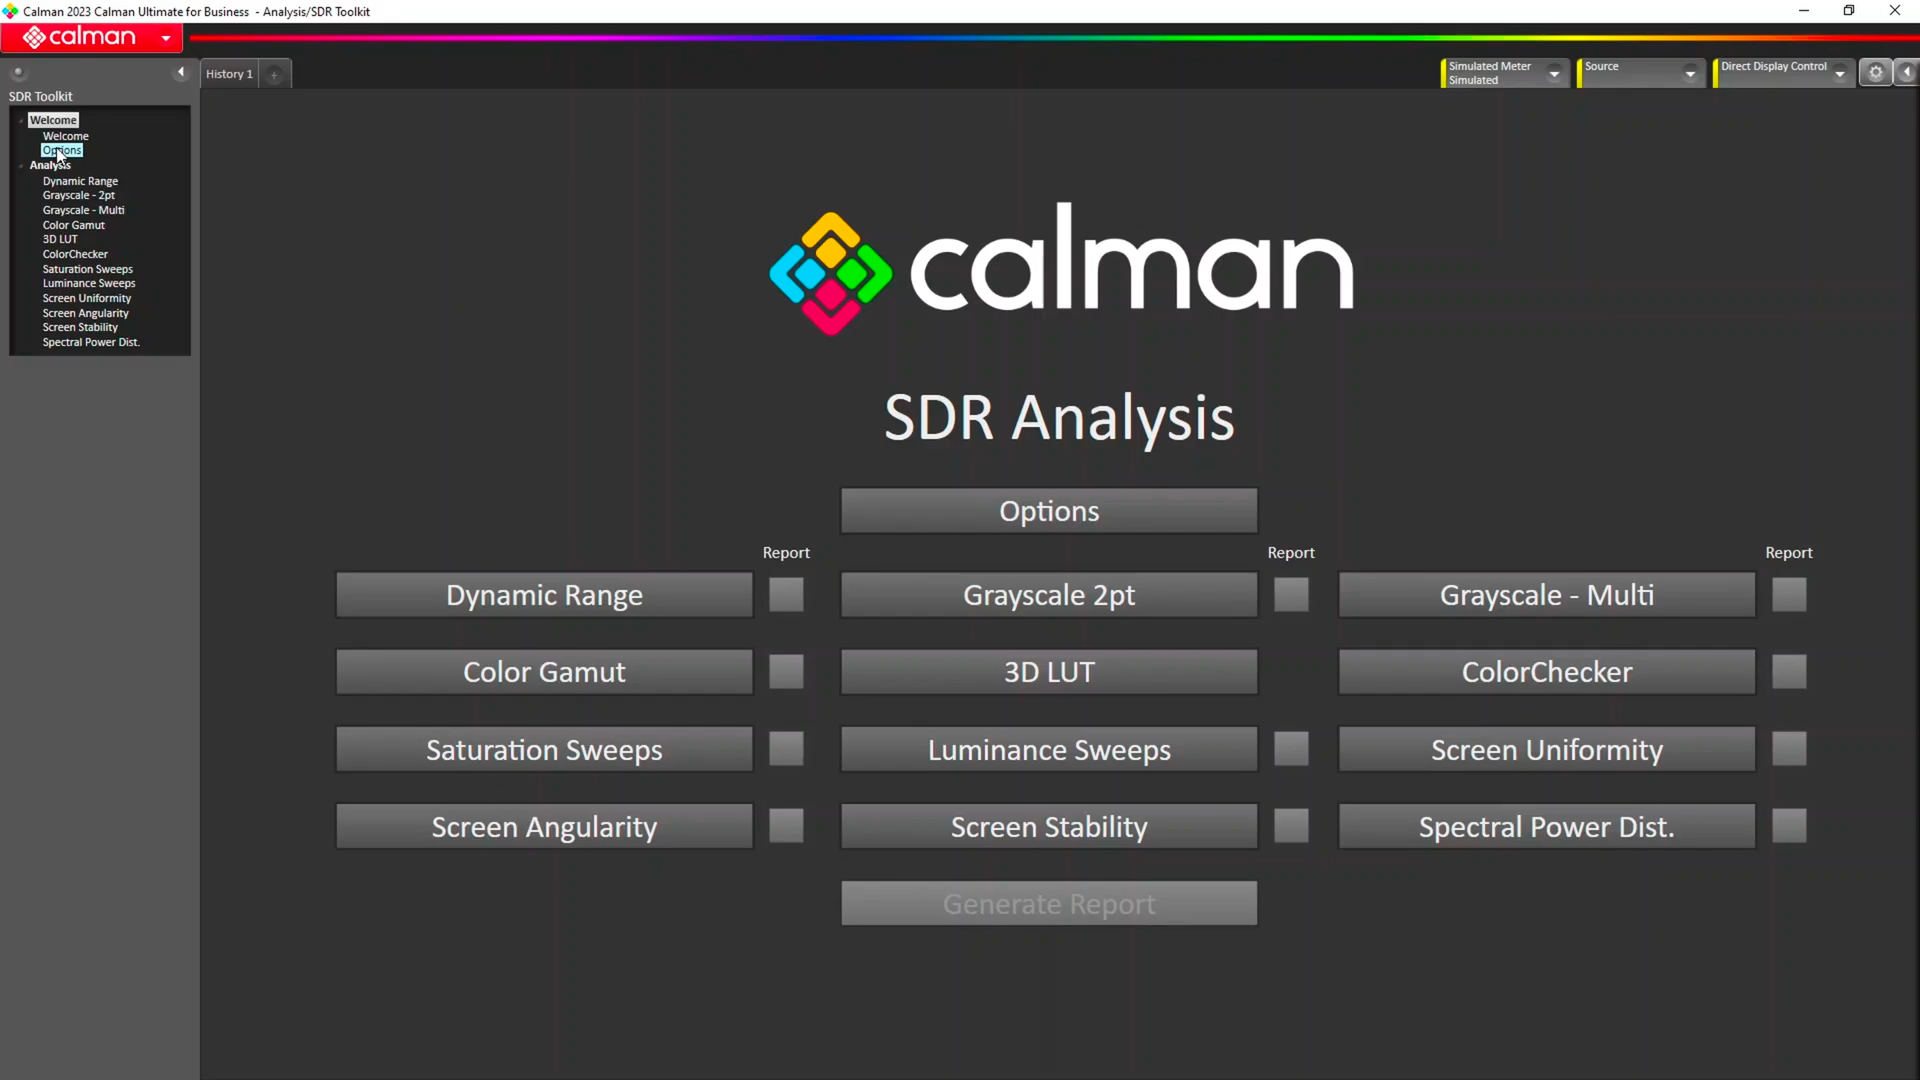 Calman 2023 Calman Ultimate for Business - Analysis/SDR Toolkit
calman
History 1
+
Simulated Meter
Simulated
Source
Direct Display Control
SDR Toolkit
Welcome
Welcome
Options
Analysis
Dynamic Range
Grayscale - 2pt
Grayscale - Multi
Color Gamut
3D LUT
ColorChecker
Saturation Sweeps
Luminance Sweeps
Screen Uniformity
Screen Angularity
Screen Stability
Spectral Power Dist.
calman
SDR Analysis
Options
Report Report Report
Dynamic Range Grayscale 2pt Grayscale - Multi
Color Gamut 3D LUT ColorChecker
Saturation Sweeps Luminance Sweeps Screen Uniformity
Screen Angularity Screen Stability Spectral Power Dist.
Generate Report